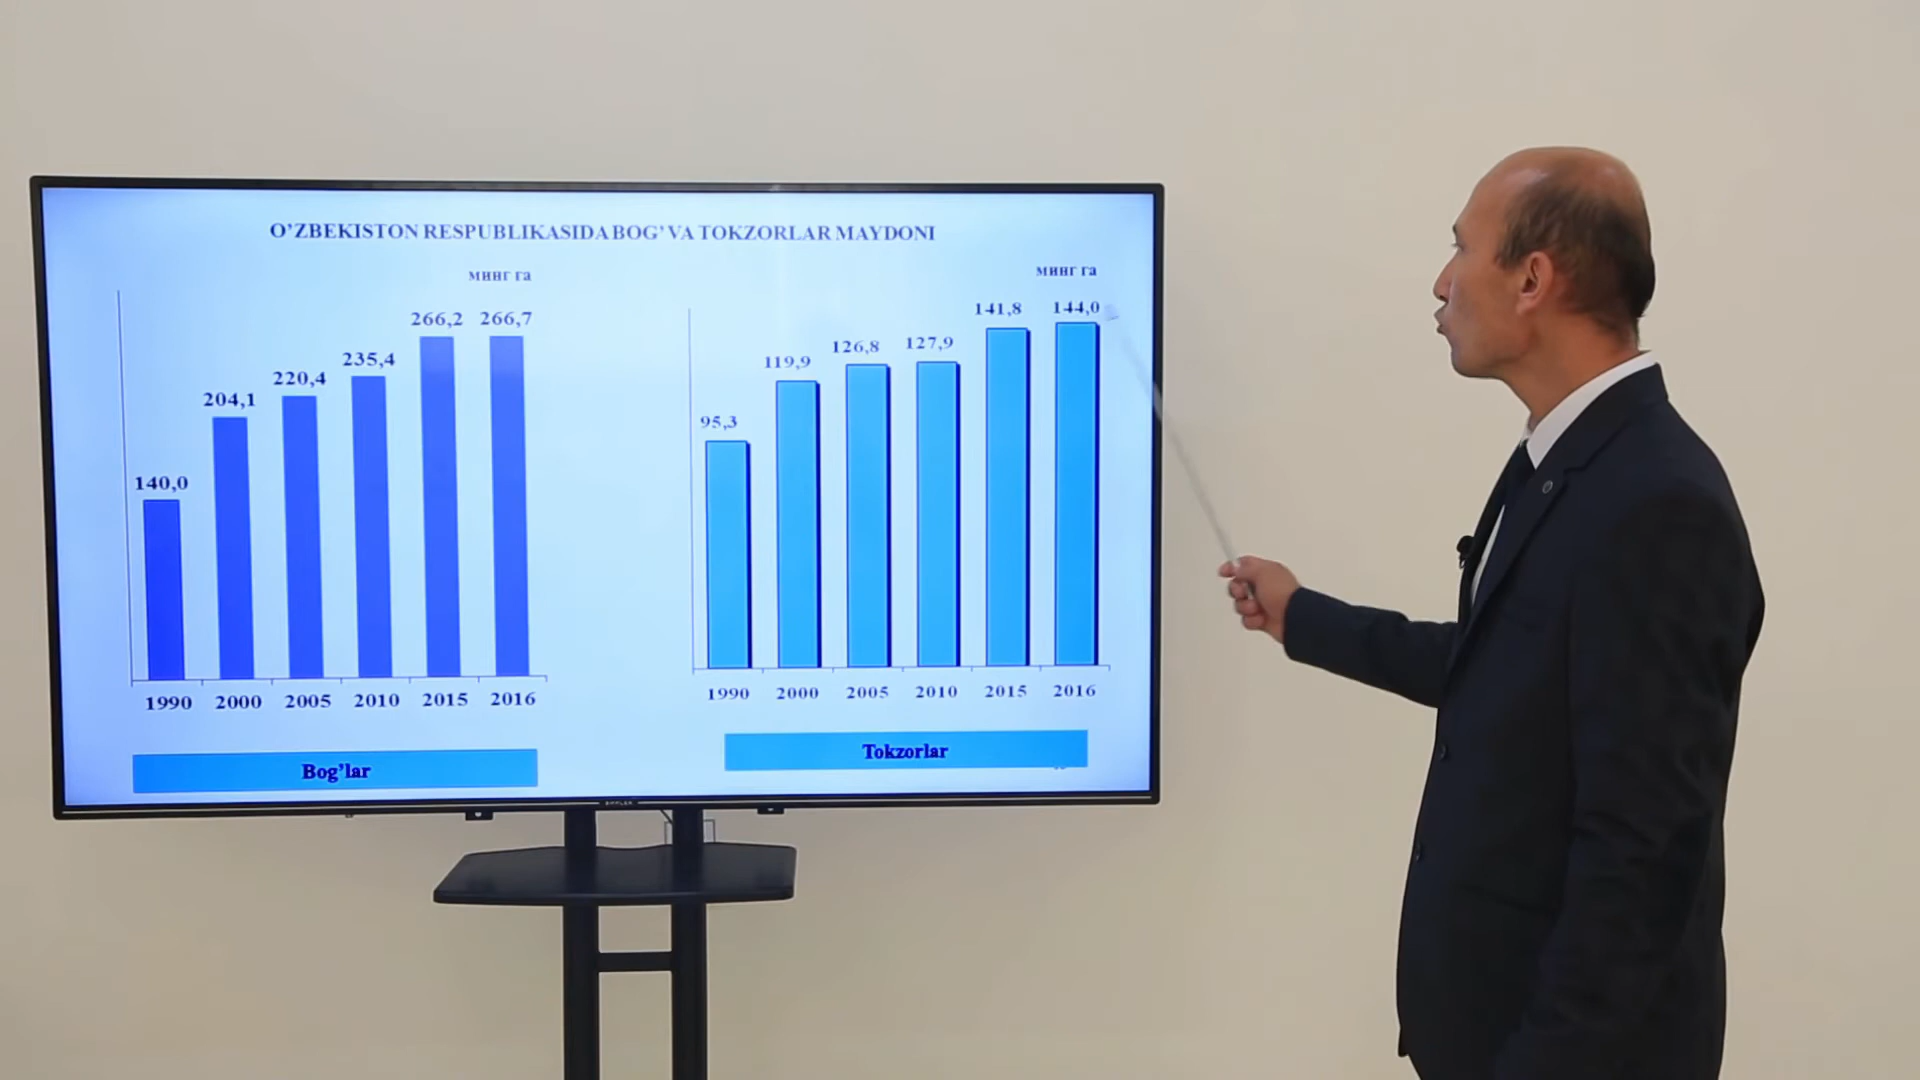 O’ZBEKISTON RESPUBLIKASIDA BOG’ VA TOKZORLAR MAYDONI
минг га
266,2 266,7
235,4
220,4
204,1
140,0
1990 2000 2005 2010 2015 2016
Bog’lar
минг га
141,8 144,0
126,8 127,9
119,9
95,3
1990 2000 2005 2010 2015 2016
Tokzorlar